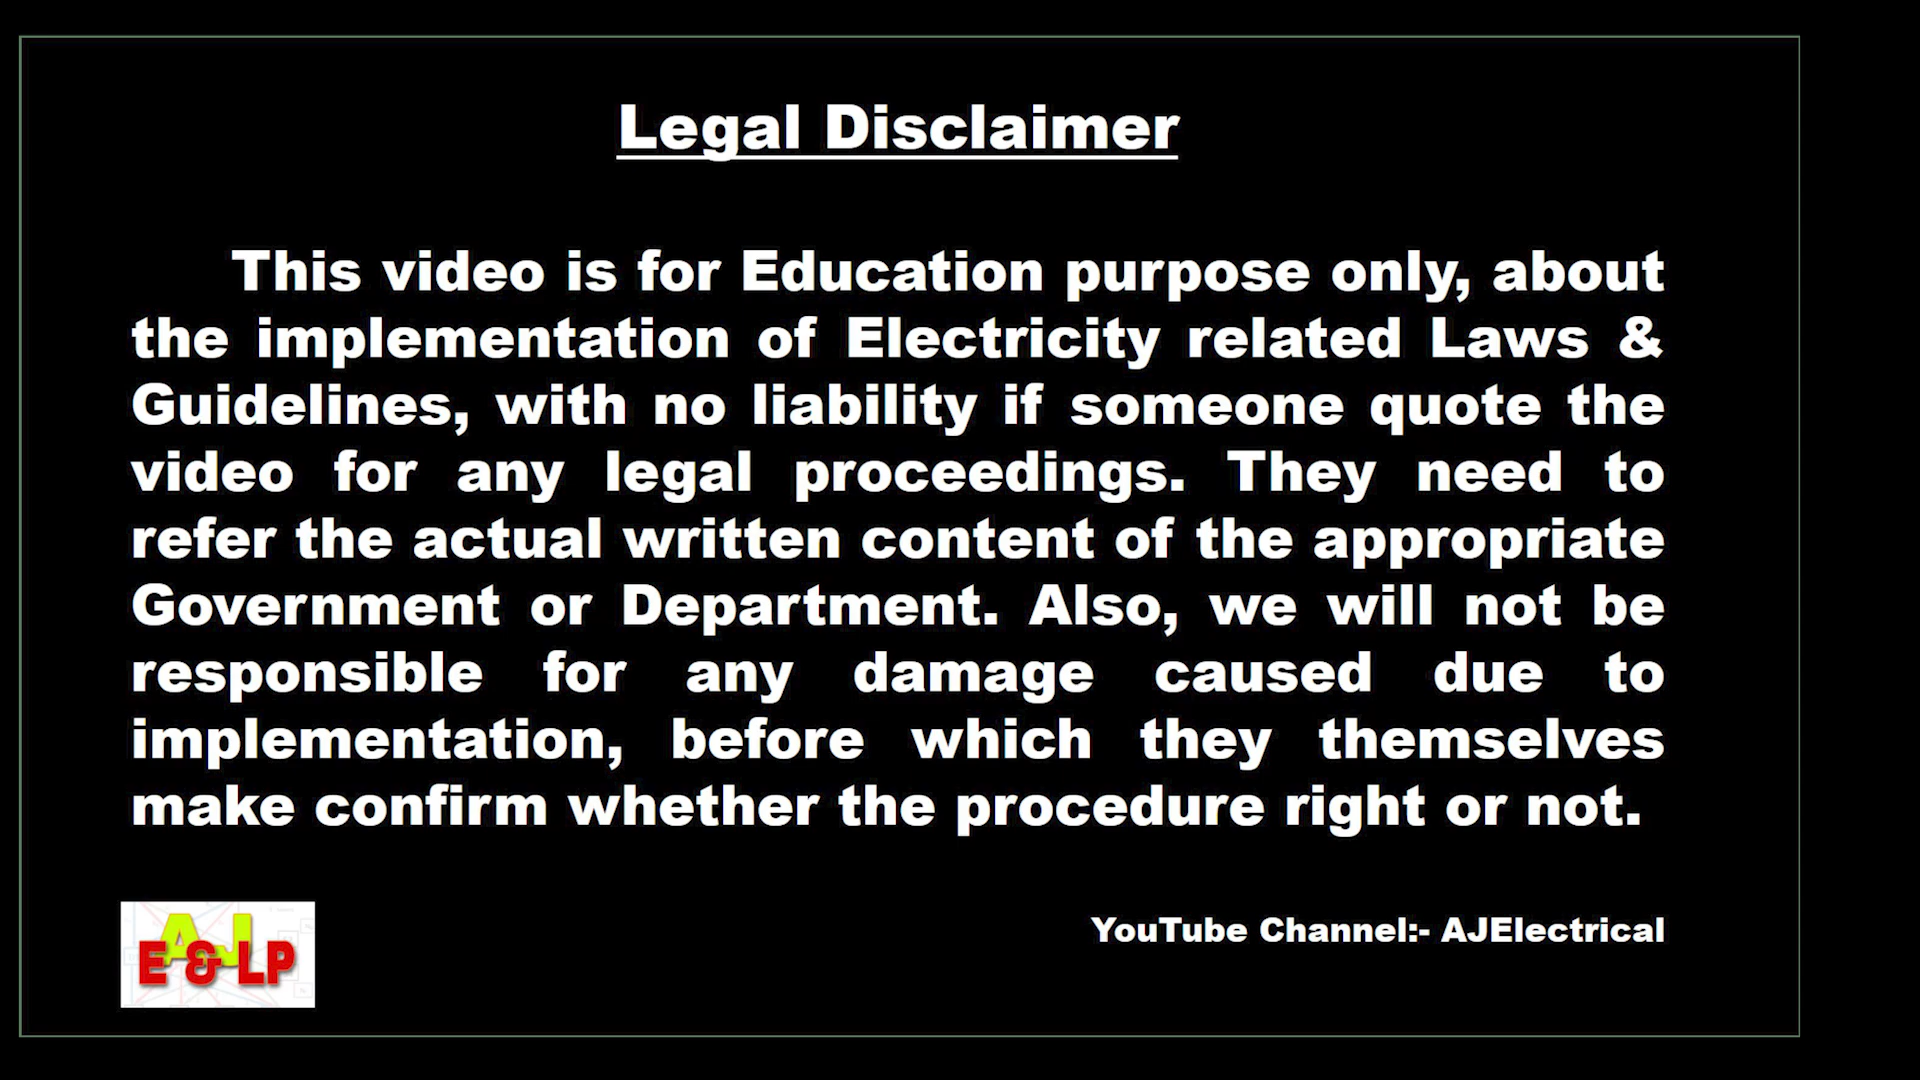 Legal Disclaimer
This video is for Education purpose only, about
the implementation of Electricity related Laws &
Guidelines, with no liability if someone quote the
video for any legal proceedings. They need to
refer the actual written content of the appropriate
Government or Department. Also, we will not be
responsible for any damage caused due to
implementation, before which they themselves
make confirm whether the procedure right or not.
YouTube Channel:- AJElectrical
AJ
E & LP